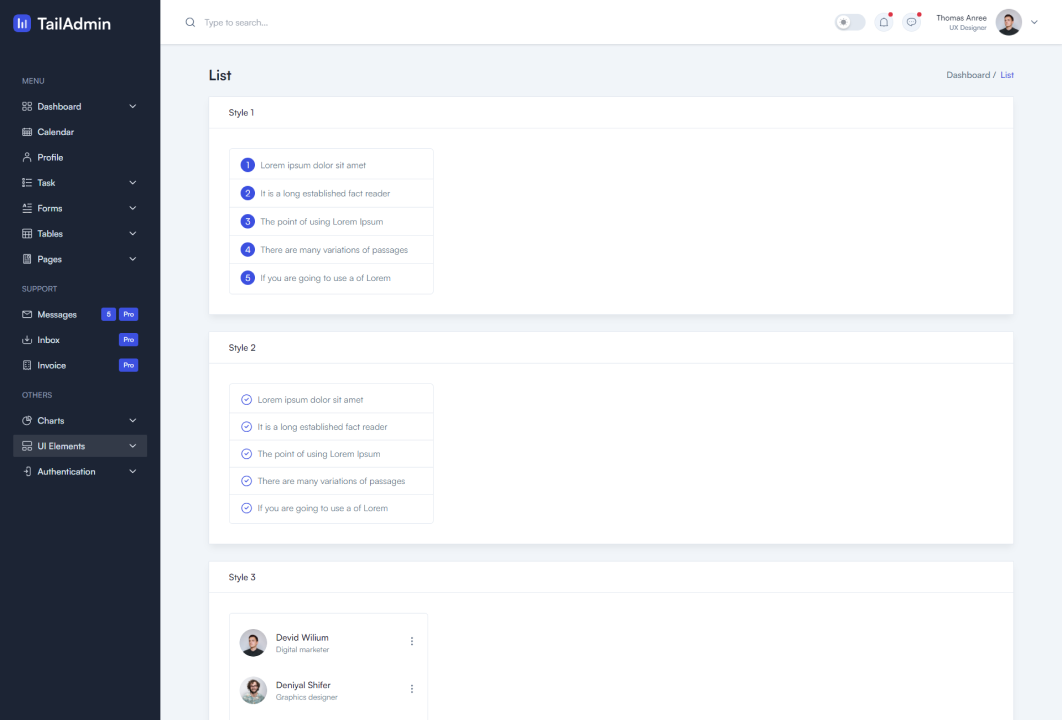 TailAdmin
Type to search...
Thomas Anree
UX Designer
MENU
Dashboard
Calendar
Profile
Task
Forms
Tables
Pages
SUPPORT
Messages 5 Pro
Inbox Pro
Invoice Pro
OTHERS
Charts
UI Elements
Authentication
List
Dashboard / List
Style 1
1 Lorem ipsum dolor sit amet
2 It is a long established fact reader
3 The point of using Lorem Ipsum
4 There are many variations of passages
5 If you are going to use a of Lorem
Style 2
Lorem ipsum dolor sit amet
It is a long established fact reader
The point of using Lorem Ipsum
There are many variations of passages
If you are going to use a of Lorem
Style 3
Devid Wilium
Digital marketer
Deniyal Shifer
Graphics designer